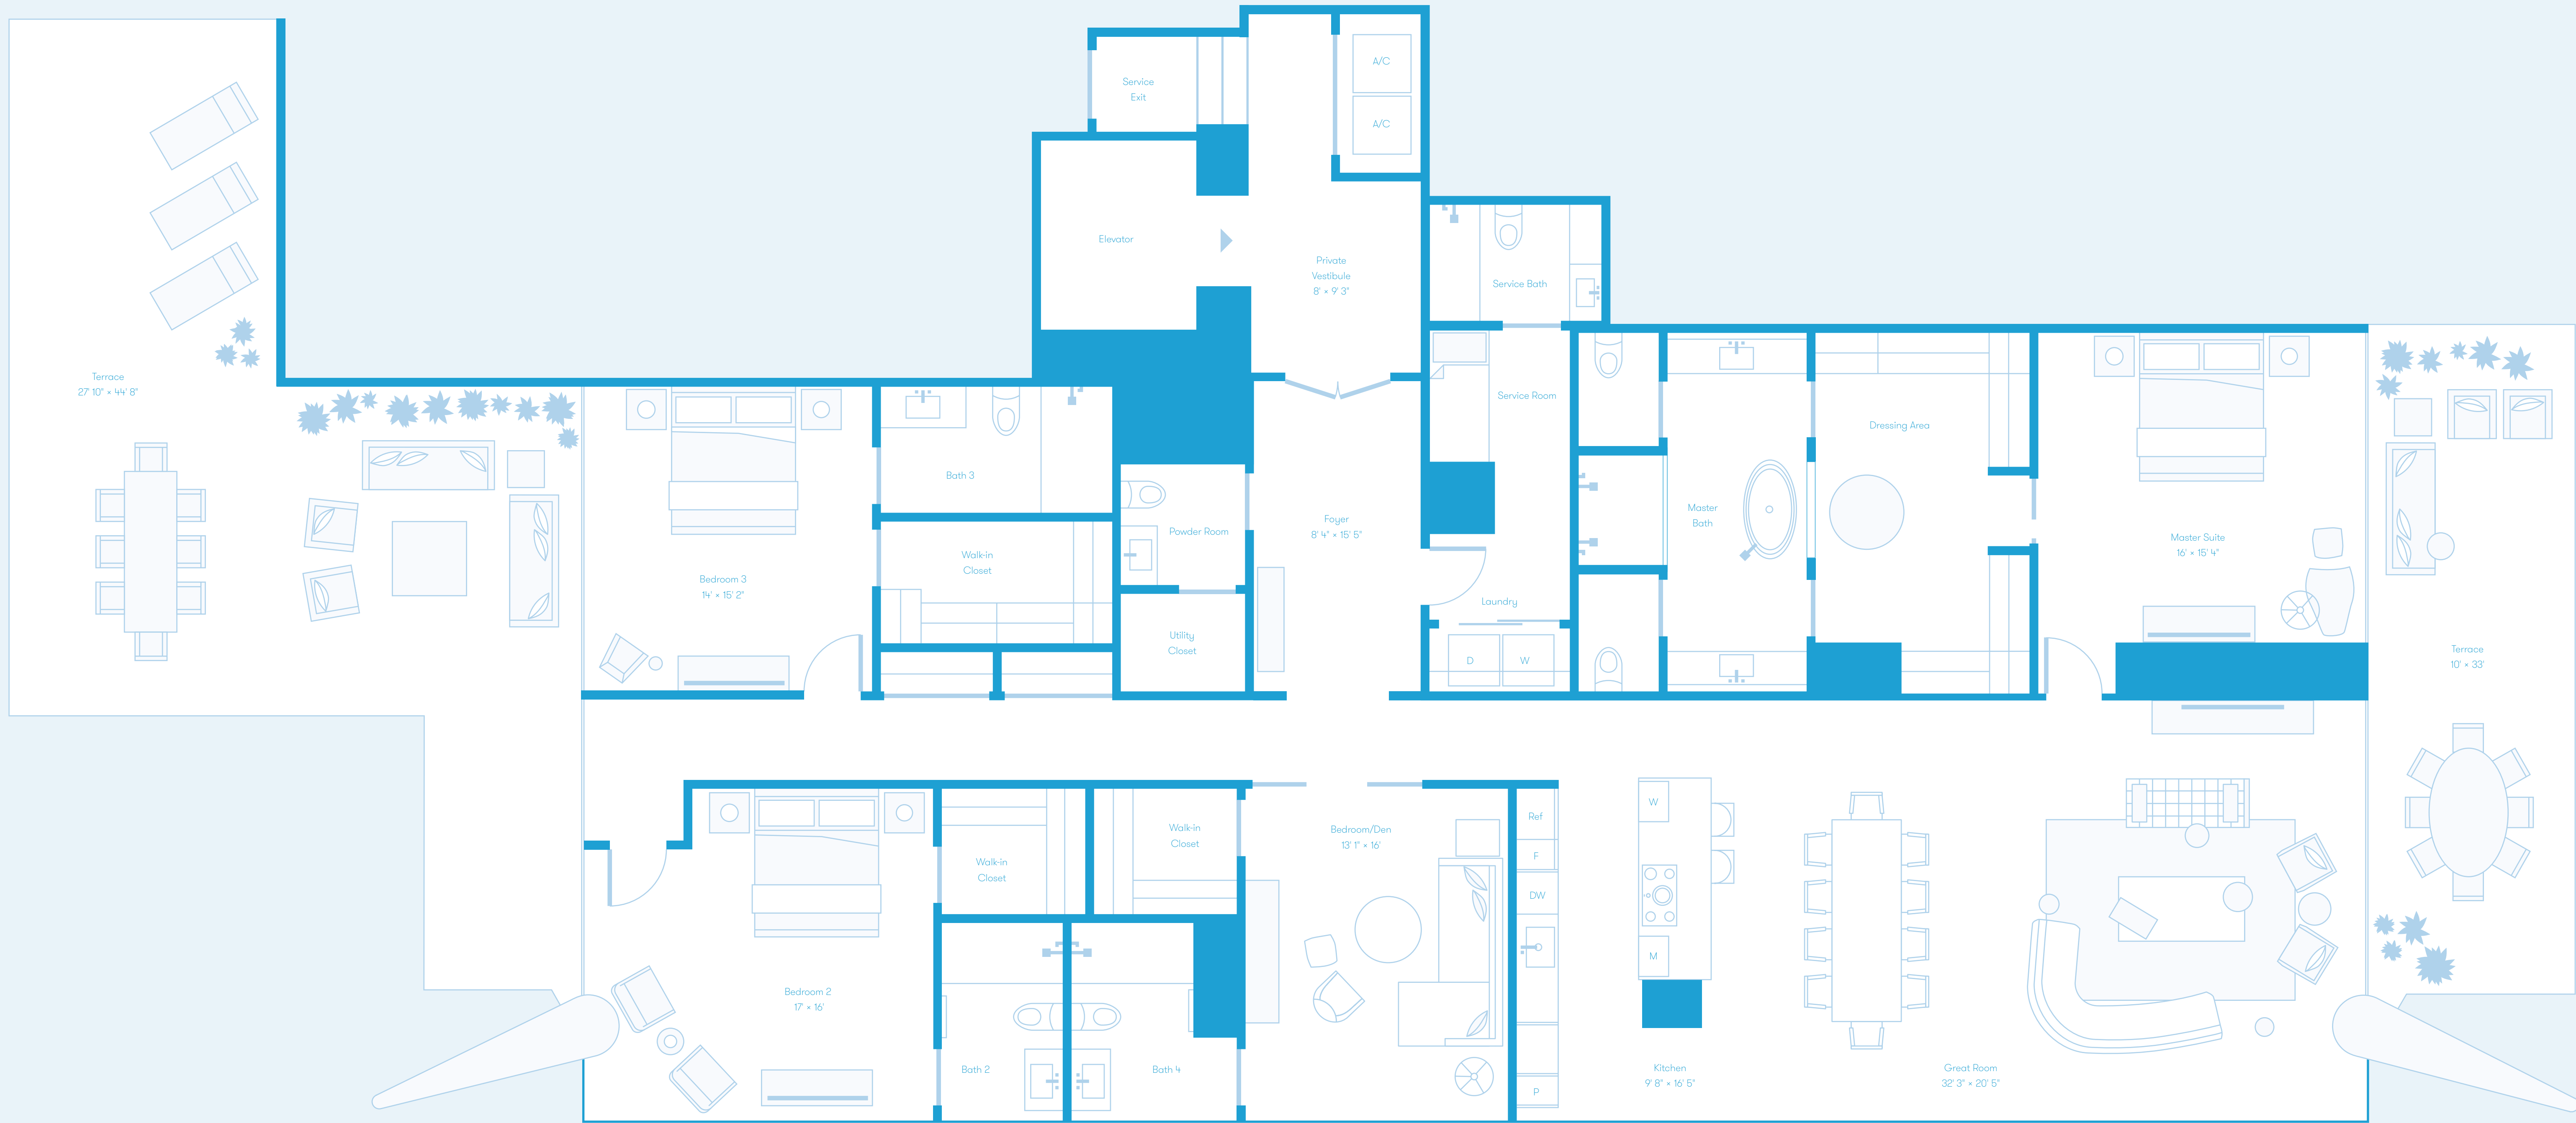 Service
Exit
A/C
A/C
Elevator
Private
Vestibule
8' × 9' 3"
Service Bath
Terrace
27' 10" × 44' 8"
Service Room
Dressing Area
Bath 3
Master
Bath
Foyer
8' 4" × 15' 5"
Powder Room
Master Suite
16' × 15' 4"
Walk-in
Closet
Bedroom 3
14' × 15' 2"
Laundry
Utility
Closet
D
W
Terrace
10' × 33'
W
Ref
Walk-in
Closet
Bedroom/Den
13' 1" × 16'
F
Walk-in
Closet
DW
M
Bedroom 2
17' × 16'
Bath 2
Bath 4
Kitchen
9' 8" × 16' 5"
Great Room
32' 3" × 20' 5"
P